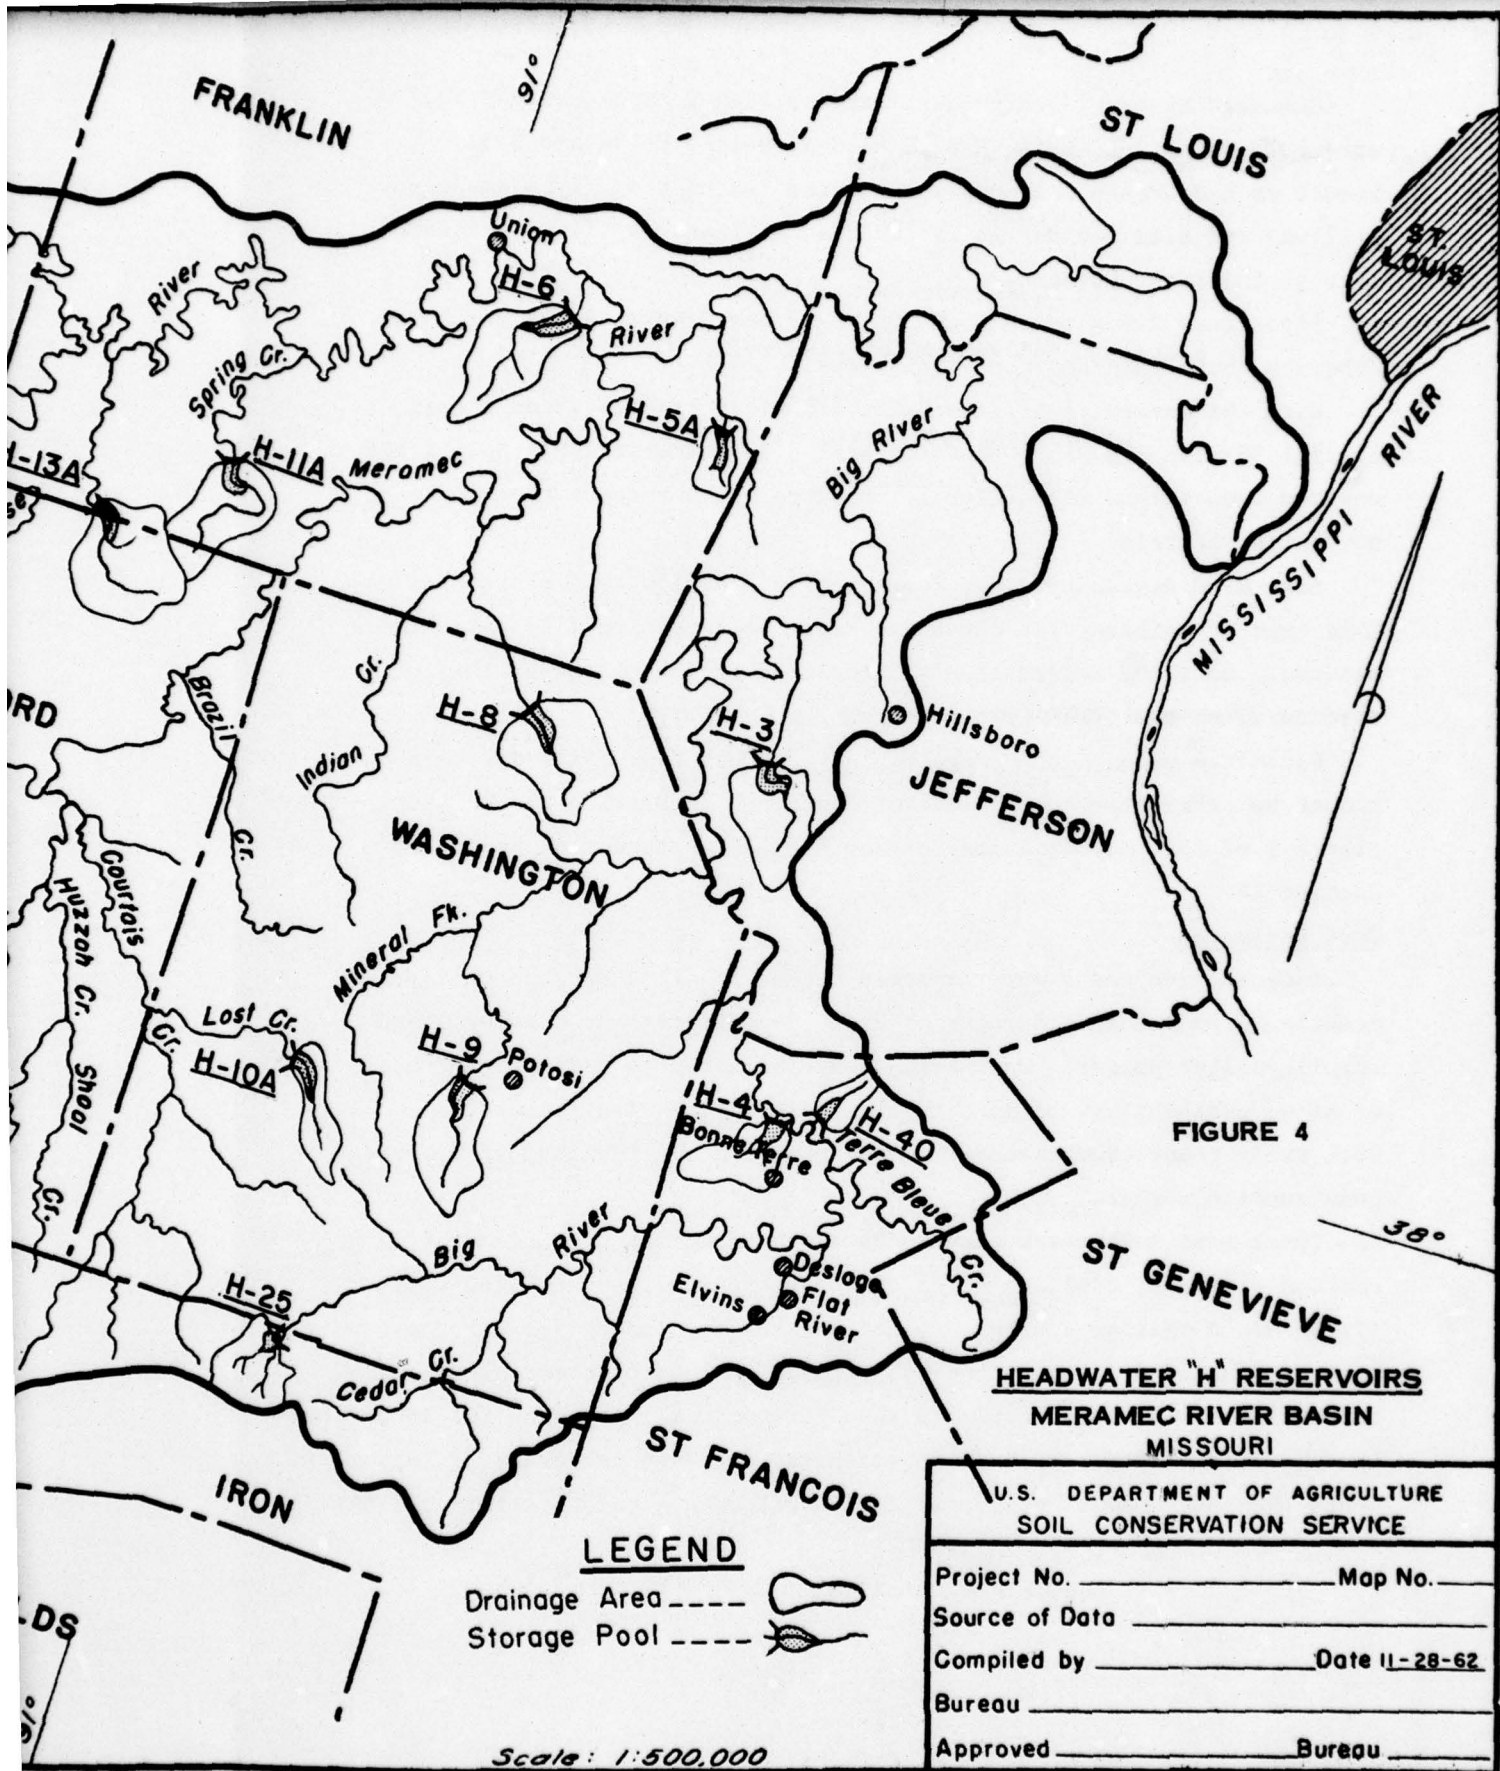 91°
FRANKLIN
ST LOUIS
ST.
LOUIS
Union
H-6
River
River
Spring Cr.
H-5A
Big River
RIVER
MISSISSIPPI
H-13A
H-11A
Meramec
ORD
Brazil
Cr.
Indian
Cr.
H-8
H-3
Hillsboro
JEFFERSON
WASHINGTON
Courtois
Cr.
Huzzah Cr.
Shoal
Cr.
Mineral Fk.
Lost Cr.
H-10A
H-9
Potosi
H-4
Bonne Terre
H-40
Terre Bleue
Cr.
FIGURE 4
38°
Big
River
Desloge
Elvins
Flat
River
H-25
Cedar Cr.
ST GENEVIEVE
ST FRANCOIS
IRON
LDS
91°
HEADWATER "H" RESERVOIRS
MERAMEC RIVER BASIN
MISSOURI
LEGEND
Drainage Area----
Storage Pool----
Scale: 1:500,000
U.S. DEPARTMENT OF AGRICULTURE
SOIL CONSERVATION SERVICE
Project No. Map No.
Source of Data
Compiled by Date 11-28-62
Bureau
Approved Bureau